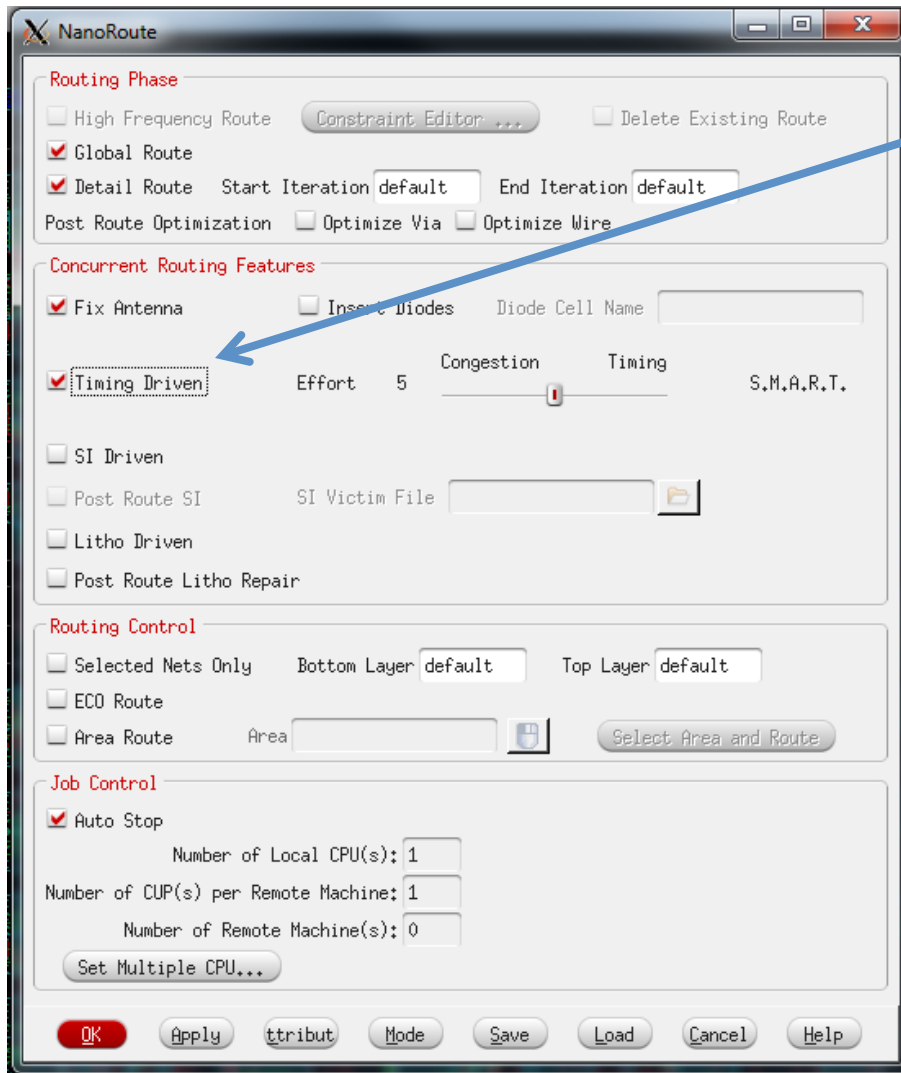 NanoRoute
Routing Phase
High Frequency Route Constraint Editor ... Delete Existing Route
Global Route
Detail Route Start Iteration default End Iteration default
Post Route Optimization Optimize Via Optimize Wire
Concurrent Routing Features
Fix Antenna Insert Diodes Diode Cell Name
Congestion Timing
Timing Driven Effort 5 S.M.A.R.T.
SI Driven
Post Route SI SI Victim File
Litho Driven
Post Route Litho Repair
Routing Control
Selected Nets Only Bottom Layer default Top Layer default
ECO Route
Area Route Area Select Area and Route
Job Control
Auto Stop
Number of Local CPU(s): 1
Number of CUP(s) per Remote Machine: 1
Number of Remote Machine(s): 0
Set Multiple CPU...
OK Apply ttribut Mode Save Load Cancel Help